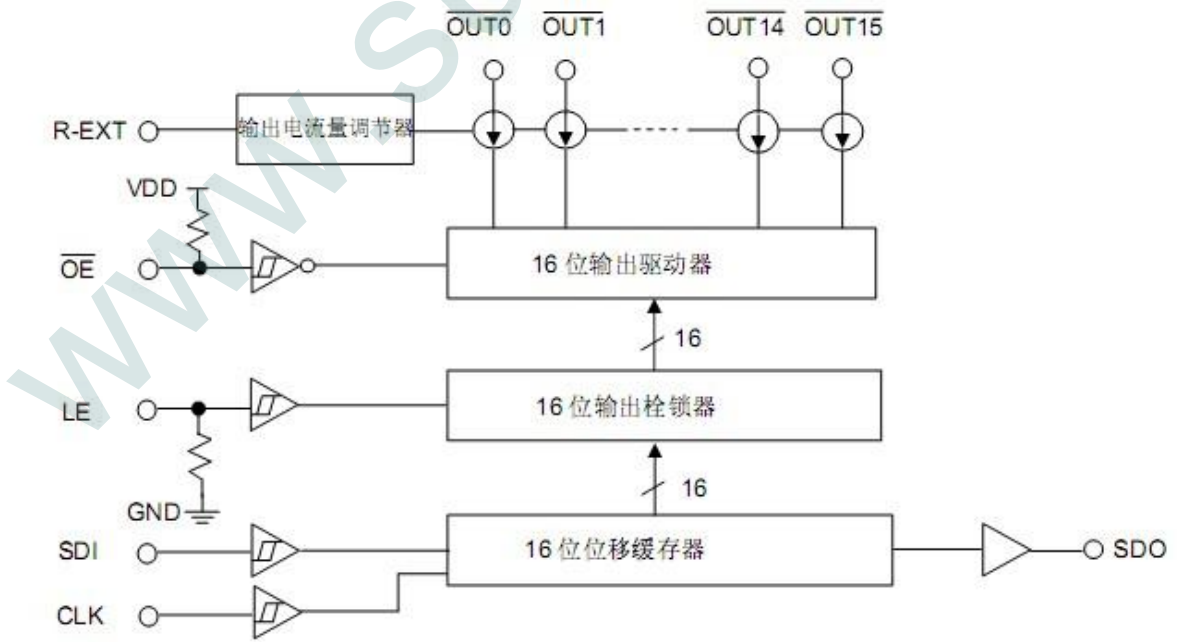 OUT0 OUT1 OUT14 OUT15
R-EXT
输出电流量调节器
VDD
OE
16 位输出驱动器
16
LE
16 位输出栓锁器
16
GND
SDI
16 位位移缓存器
SDO
CLK
www.s